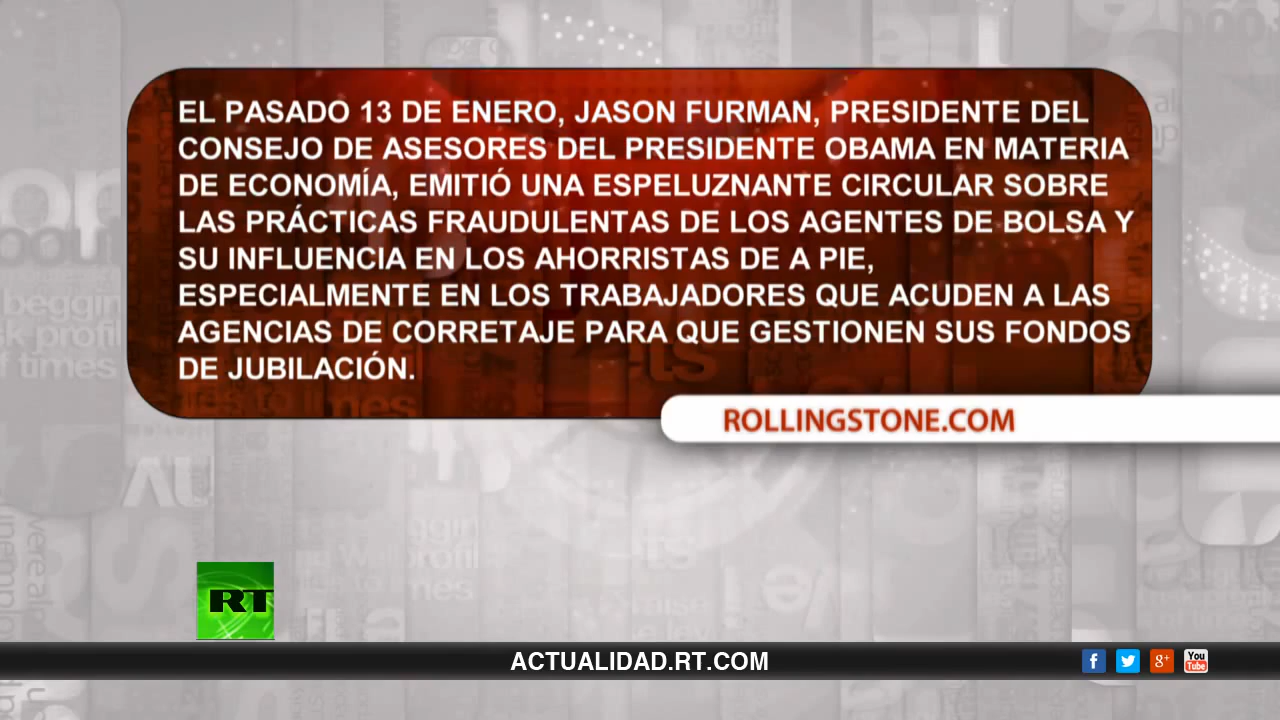 EL PASADO 13 DE ENERO, JASON FURMAN, PRESIDENTE DEL
CONSEJO DE ASESORES DEL PRESIDENTE OBAMA EN MATERIA
DE ECONOMÍA, EMITIÓ UNA ESPELUZNANTE CIRCULAR SOBRE
LAS PRÁCTICAS FRAUDULENTAS DE LOS AGENTES DE BOLSA Y
SU INFLUENCIA EN LOS AHORRISTAS DE A PIE,
ESPECIALMENTE EN LOS TRABAJADORES QUE ACUDEN A LAS
AGENCIAS DE CORRETAJE PARA QUE GESTIONEN SUS FONDOS
DE JUBILACIÓN.
ROLLINGSTONE.COM
RT
ACTUALIDAD.RT.COM
f
g+
You
Tube